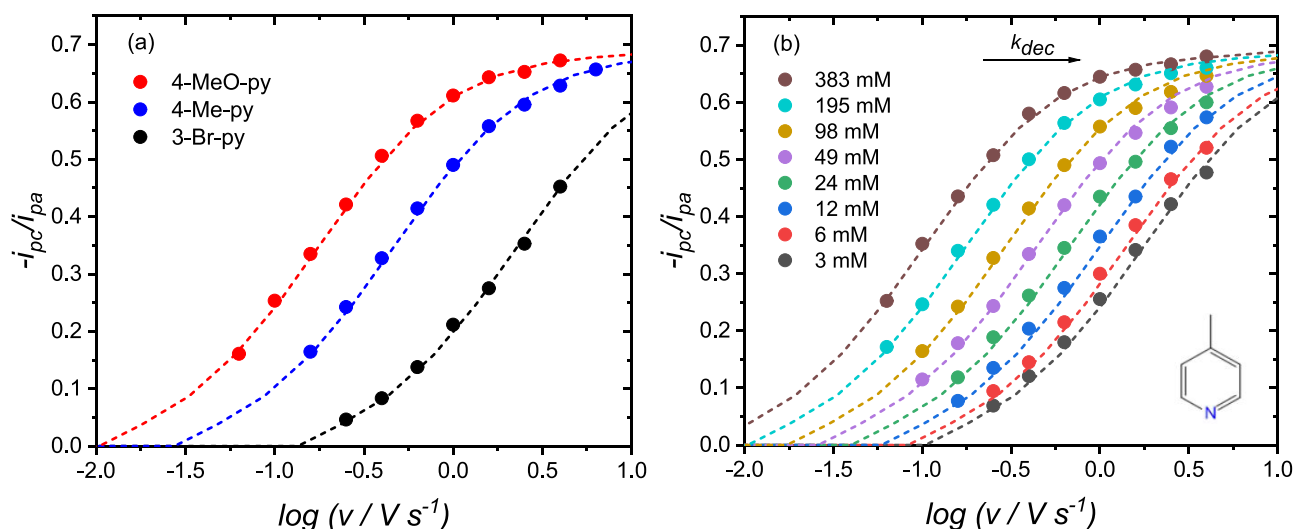 (a)
4-MeO-py
4-Me-py
3-Br-py
-i_pc/i_pa
0.7
0.6
0.5
0.4
0.3
0.2
0.1
0.0
-2.0 -1.5 -1.0 -0.5 0.0 0.5 1.0
log (v / V s⁻¹)
(b)
k_dec
383 mM
195 mM
98 mM
49 mM
24 mM
12 mM
6 mM
3 mM
N
-i_pc/i_pa
0.7
0.6
0.5
0.4
0.3
0.2
0.1
0.0
-2.0 -1.5 -1.0 -0.5 0.0 0.5 1.0
log (v / V s⁻¹)